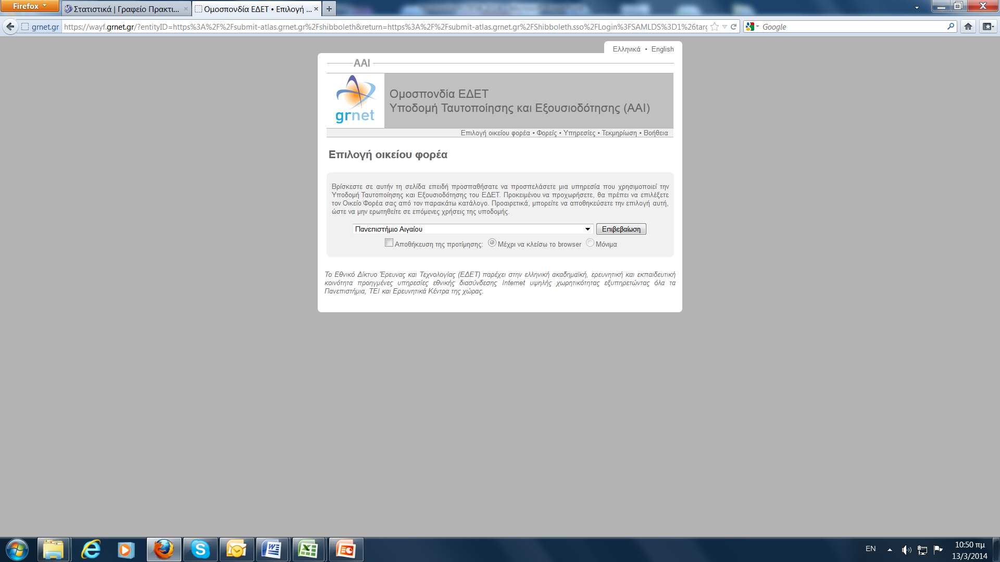 Firefox
Στατιστικά | Γραφείο Πρακτι...
Ομοσπονδία ΕΔΕΤ • Επιλογή ...
grnet.gr
https://wayf.grnet.gr/?entityID=https%3A%2F%2Fsubmit-atlas.grnet.gr%2Fshibboleth&return=https%3A%2F%2Fsubmit-atlas.grnet.gr%2FShibboleth.sso%2FLogin%3FSAMLDS%3D1%26targ
Google
Ελληνικά • English
AAI
grnet
Ομοσπονδία ΕΔΕΤ
Υποδομή Ταυτοποίησης και Εξουσιοδότησης (ΑΑΙ)
Επιλογή οικείου φορέα • Φορείς • Υπηρεσίες • Τεκμηρίωση • Βοήθεια
Επιλογή οικείου φορέα
Βρίσκεστε σε αυτήν τη σελίδα επειδή προσπαθήσατε να προσπελάσετε μια υπηρεσία που χρησιμοποιεί την
Υποδομή Ταυτοποίησης και Εξουσιοδότησης του ΕΔΕΤ. Προκειμένου να προχωρήσετε, θα πρέπει να επιλέξετε
τον Οικείο Φορέα σας από τον παρακάτω κατάλογο. Προαιρετικά, μπορείτε να αποθηκεύσετε την επιλογή αυτή,
ώστε να μην ερωτηθείτε σε επόμενες χρήσεις της υποδομής.
Πανεπιστήμιο Αιγαίου
Επιβεβαίωση
Αποθήκευση της προτίμησης: Μέχρι να κλείσω το browser Μόνιμα
Το Εθνικό Δίκτυο Έρευνας και Τεχνολογίας (ΕΔΕΤ) παρέχει στην ελληνική ακαδημαϊκή, ερευνητική και εκπαιδευτική
κοινότητα προηγμένες υπηρεσίες εθνικής διασύνδεσης Internet υψηλής χωρητικότητας εξυπηρετώντας όλα τα
Πανεπιστήμια, ΤΕΙ και Ερευνητικά Κέντρα της χώρας.
EN
10:50 πμ
13/3/2014